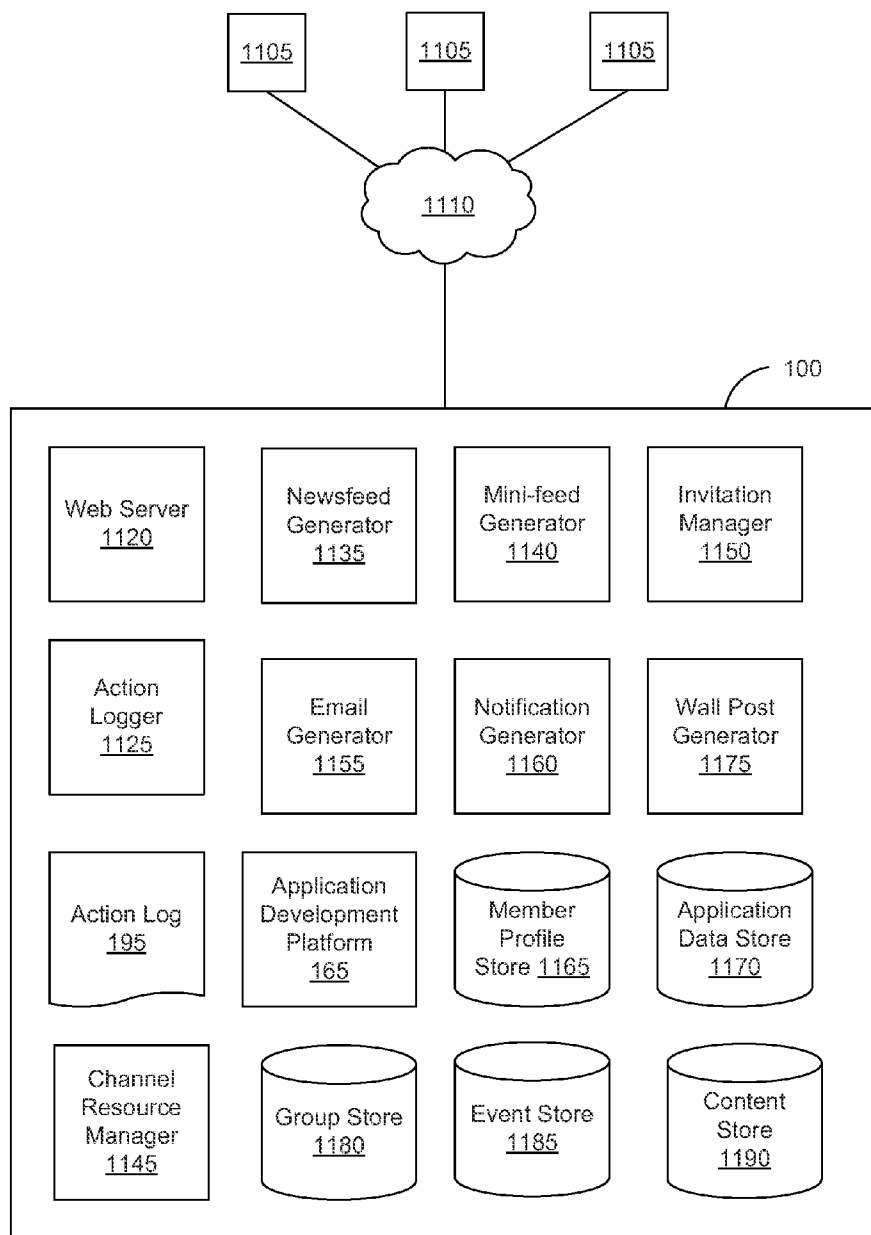 1105
1105
1105
1110
100
Web Server
1120
Newsfeed
Generator
1135
Mini-feed
Generator
1140
Invitation
Manager
1150
Action
Logger
1125
Email
Generator
1155
Notification
Generator
1160
Wall Post
Generator
1175
Action Log
195
Application
Development
Platform
165
Member
Profile
Store 1165
Application
Data Store
1170
Channel
Resource
Manager
1145
Group Store
1180
Event Store
1185
Content
Store
1190